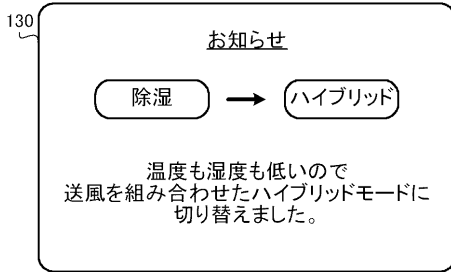 130
お知らせ
除湿 → ハイブリッド
温度も湿度も低いので
送風を組み合わせたハイブリッドモードに
切り替えました。